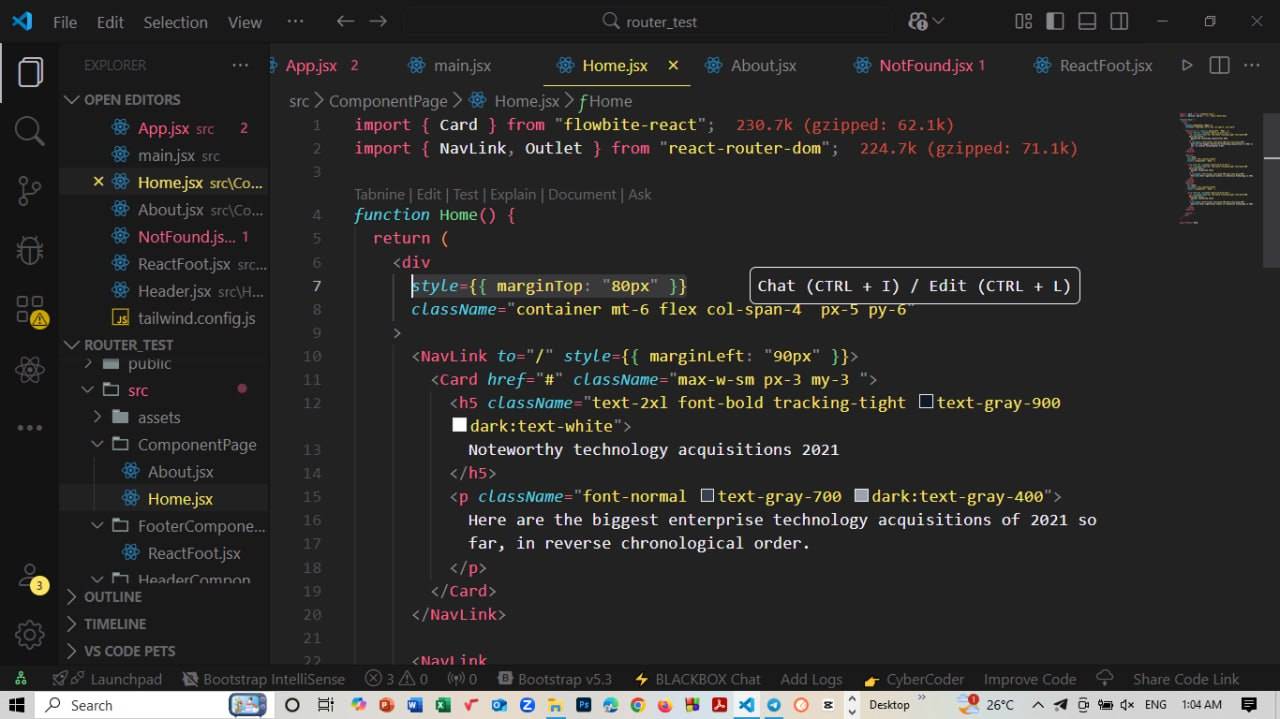 File Edit Selection View ··· router_test
EXPLORER ···
OPEN EDITORS
App.jsx src 2
main.jsx src
Home.jsx src\Co...
About.jsx src\Co...
NotFound.js... 1
ReactFoot.jsx src...
Header.jsx src\H...
tailwind.config.js
ROUTER_TEST
public
src
assets
ComponentPage
About.jsx
Home.jsx
FooterCompone...
ReactFoot.jsx
HeaderCompon
OUTLINE
TIMELINE
VS CODE PETS
3
App.jsx 2 main.jsx Home.jsx About.jsx NotFound.jsx 1 ReactFoot.jsx ···
src > ComponentPage > Home.jsx > Home
1 import { Card } from "flowbite-react"; 230.7k (gzipped: 62.1k)
2 import { NavLink, Outlet } from "react-router-dom"; 224.7k (gzipped: 71.1k)
3
Tabnine | Edit | Test | Explain | Document | Ask
4 function Home() {
5 return (
6 <div
7 style={{ marginTop: "80px" }} Chat (CTRL + I) / Edit (CTRL + L)
8 className="container mt-6 flex col-span-4  px-5 py-6"
9 >
10 <NavLink to="/" style={{ marginLeft: "90px" }}>
11 <Card href="#" className="max-w-sm px-3 my-3 ">
12 <h5 className="text-2xl font-bold tracking-tight text-gray-900
dark:text-white">
13 Noteworthy technology acquisitions 2021
14 </h5>
15 <p className="font-normal text-gray-700 dark:text-gray-400">
16 Here are the biggest enterprise technology acquisitions of 2021 so
17 far, in reverse chronological order.
18 </p>
19 </Card>
20 </NavLink>
21
22 <NavLink
Launchpad Bootstrap IntelliSense 3 0 0 Bootstrap v5.3 BLACKBOX Chat Add Logs CyberCoder Improve Code Share Code Link
Search Desktop » 26°C ENG 1:04 AM